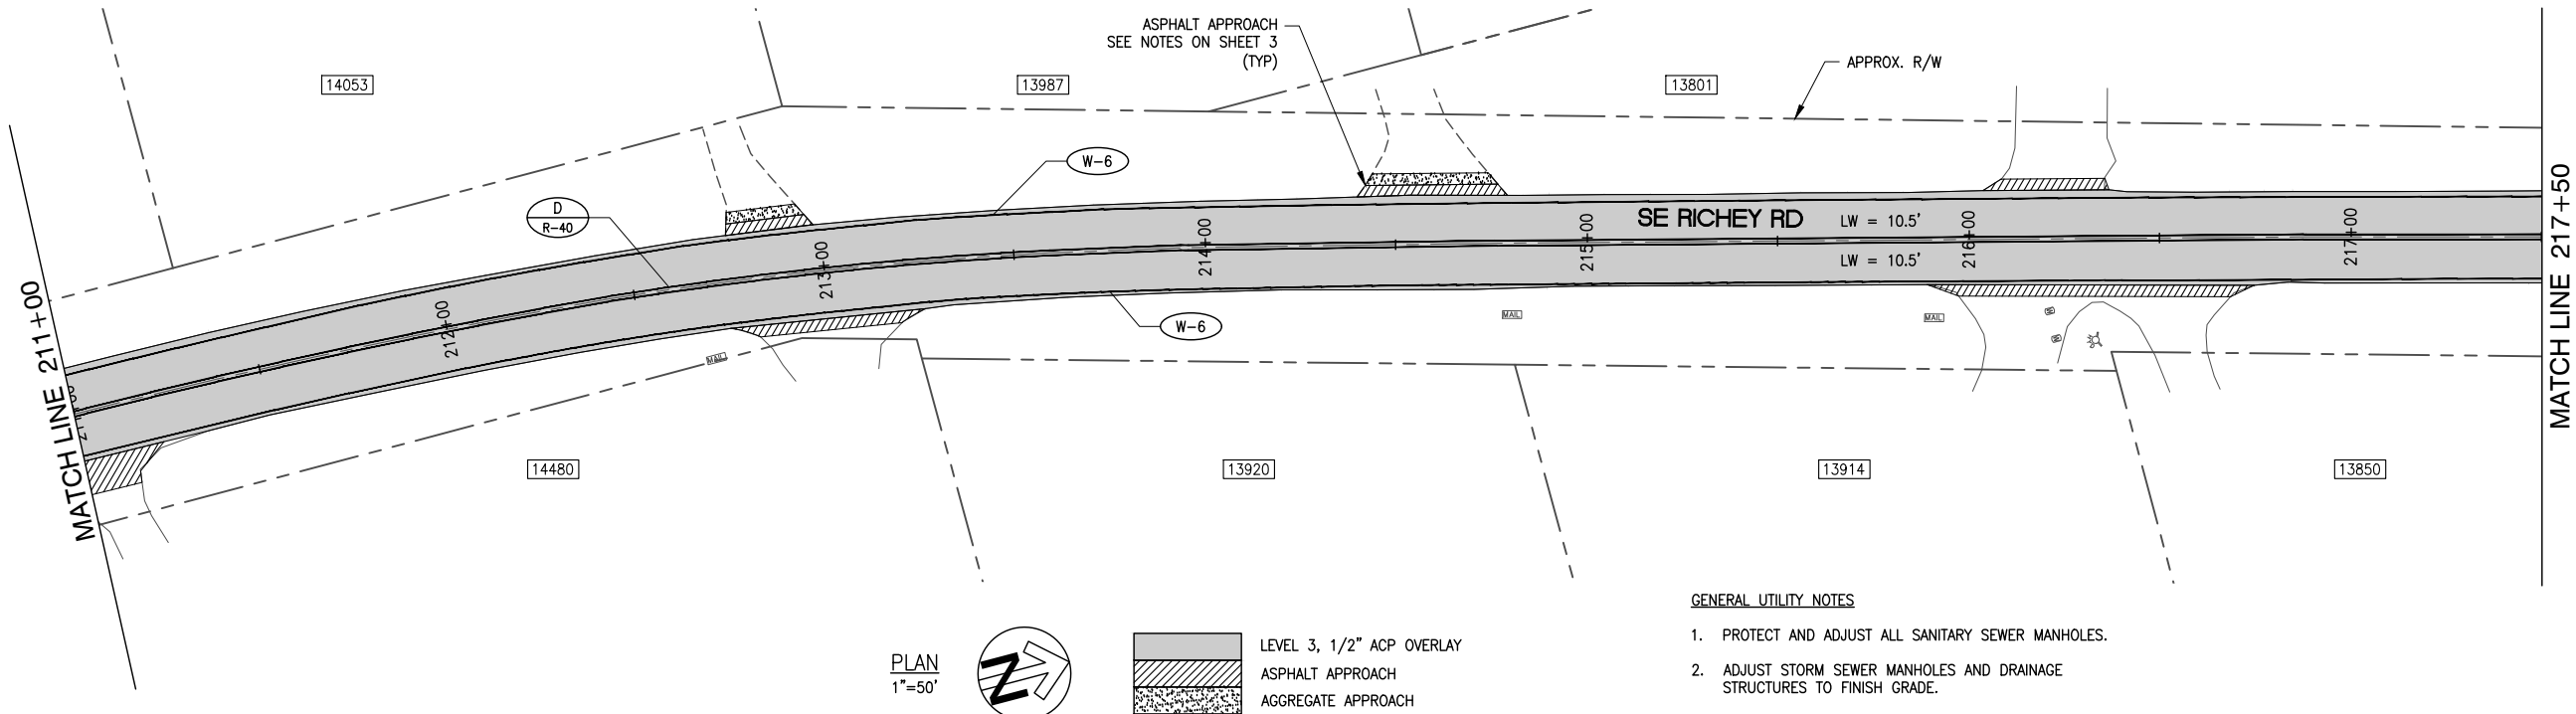 ASPHALT APPROACH
SEE NOTES ON SHEET 3
(TYP)
APPROX. R/W
14053
13987
13801
W-6
D
R-40
SE RICHEY RD
LW = 10.5'
LW = 10.5'
212+00
213+00
214+00
215+00
216+00
217+00
MATCH LINE 211+00
MATCH LINE 217+50
W-6
MAIL
MAIL
MAIL
W
W
14480
13920
13914
13850
PLAN
1"=50'
N
LEVEL 3, 1/2" ACP OVERLAY
ASPHALT APPROACH
AGGREGATE APPROACH
GENERAL UTILITY NOTES
1. PROTECT AND ADJUST ALL SANITARY SEWER MANHOLES.
2. ADJUST STORM SEWER MANHOLES AND DRAINAGE
STRUCTURES TO FINISH GRADE.